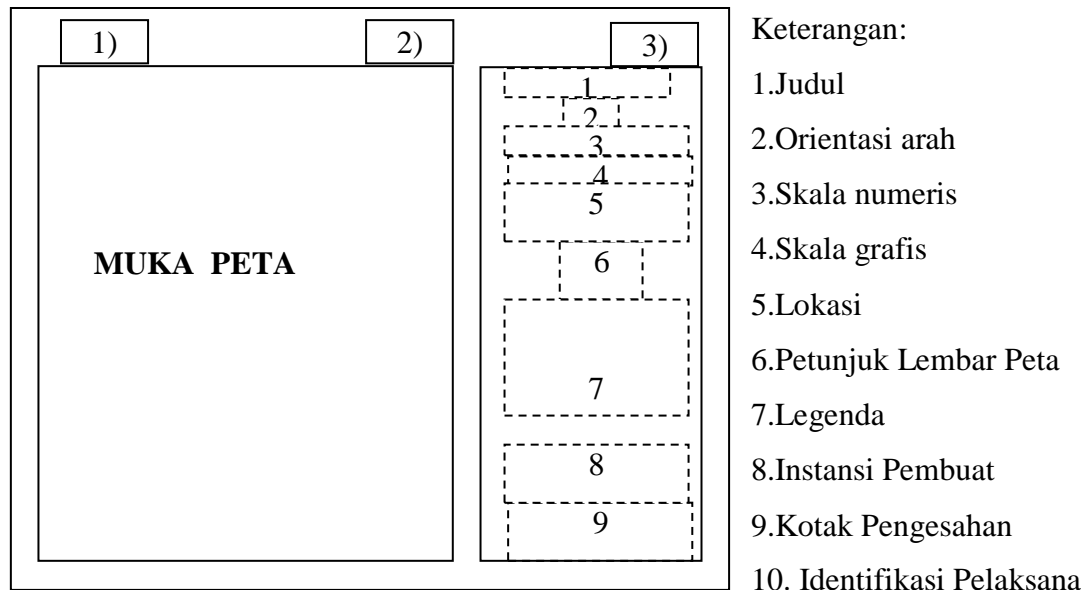 1)
2)
3)
MUKA PETA
1
2
3
4
5
6
7
8
9
Keterangan:
1.Judul
2.Orientasi arah
3.Skala numeris
4.Skala grafis
5.Lokasi
6.Petunjuk Lembar Peta
7.Legenda
8.Instansi Pembuat
9.Kotak Pengesahan
10. Identifikasi Pelaksana